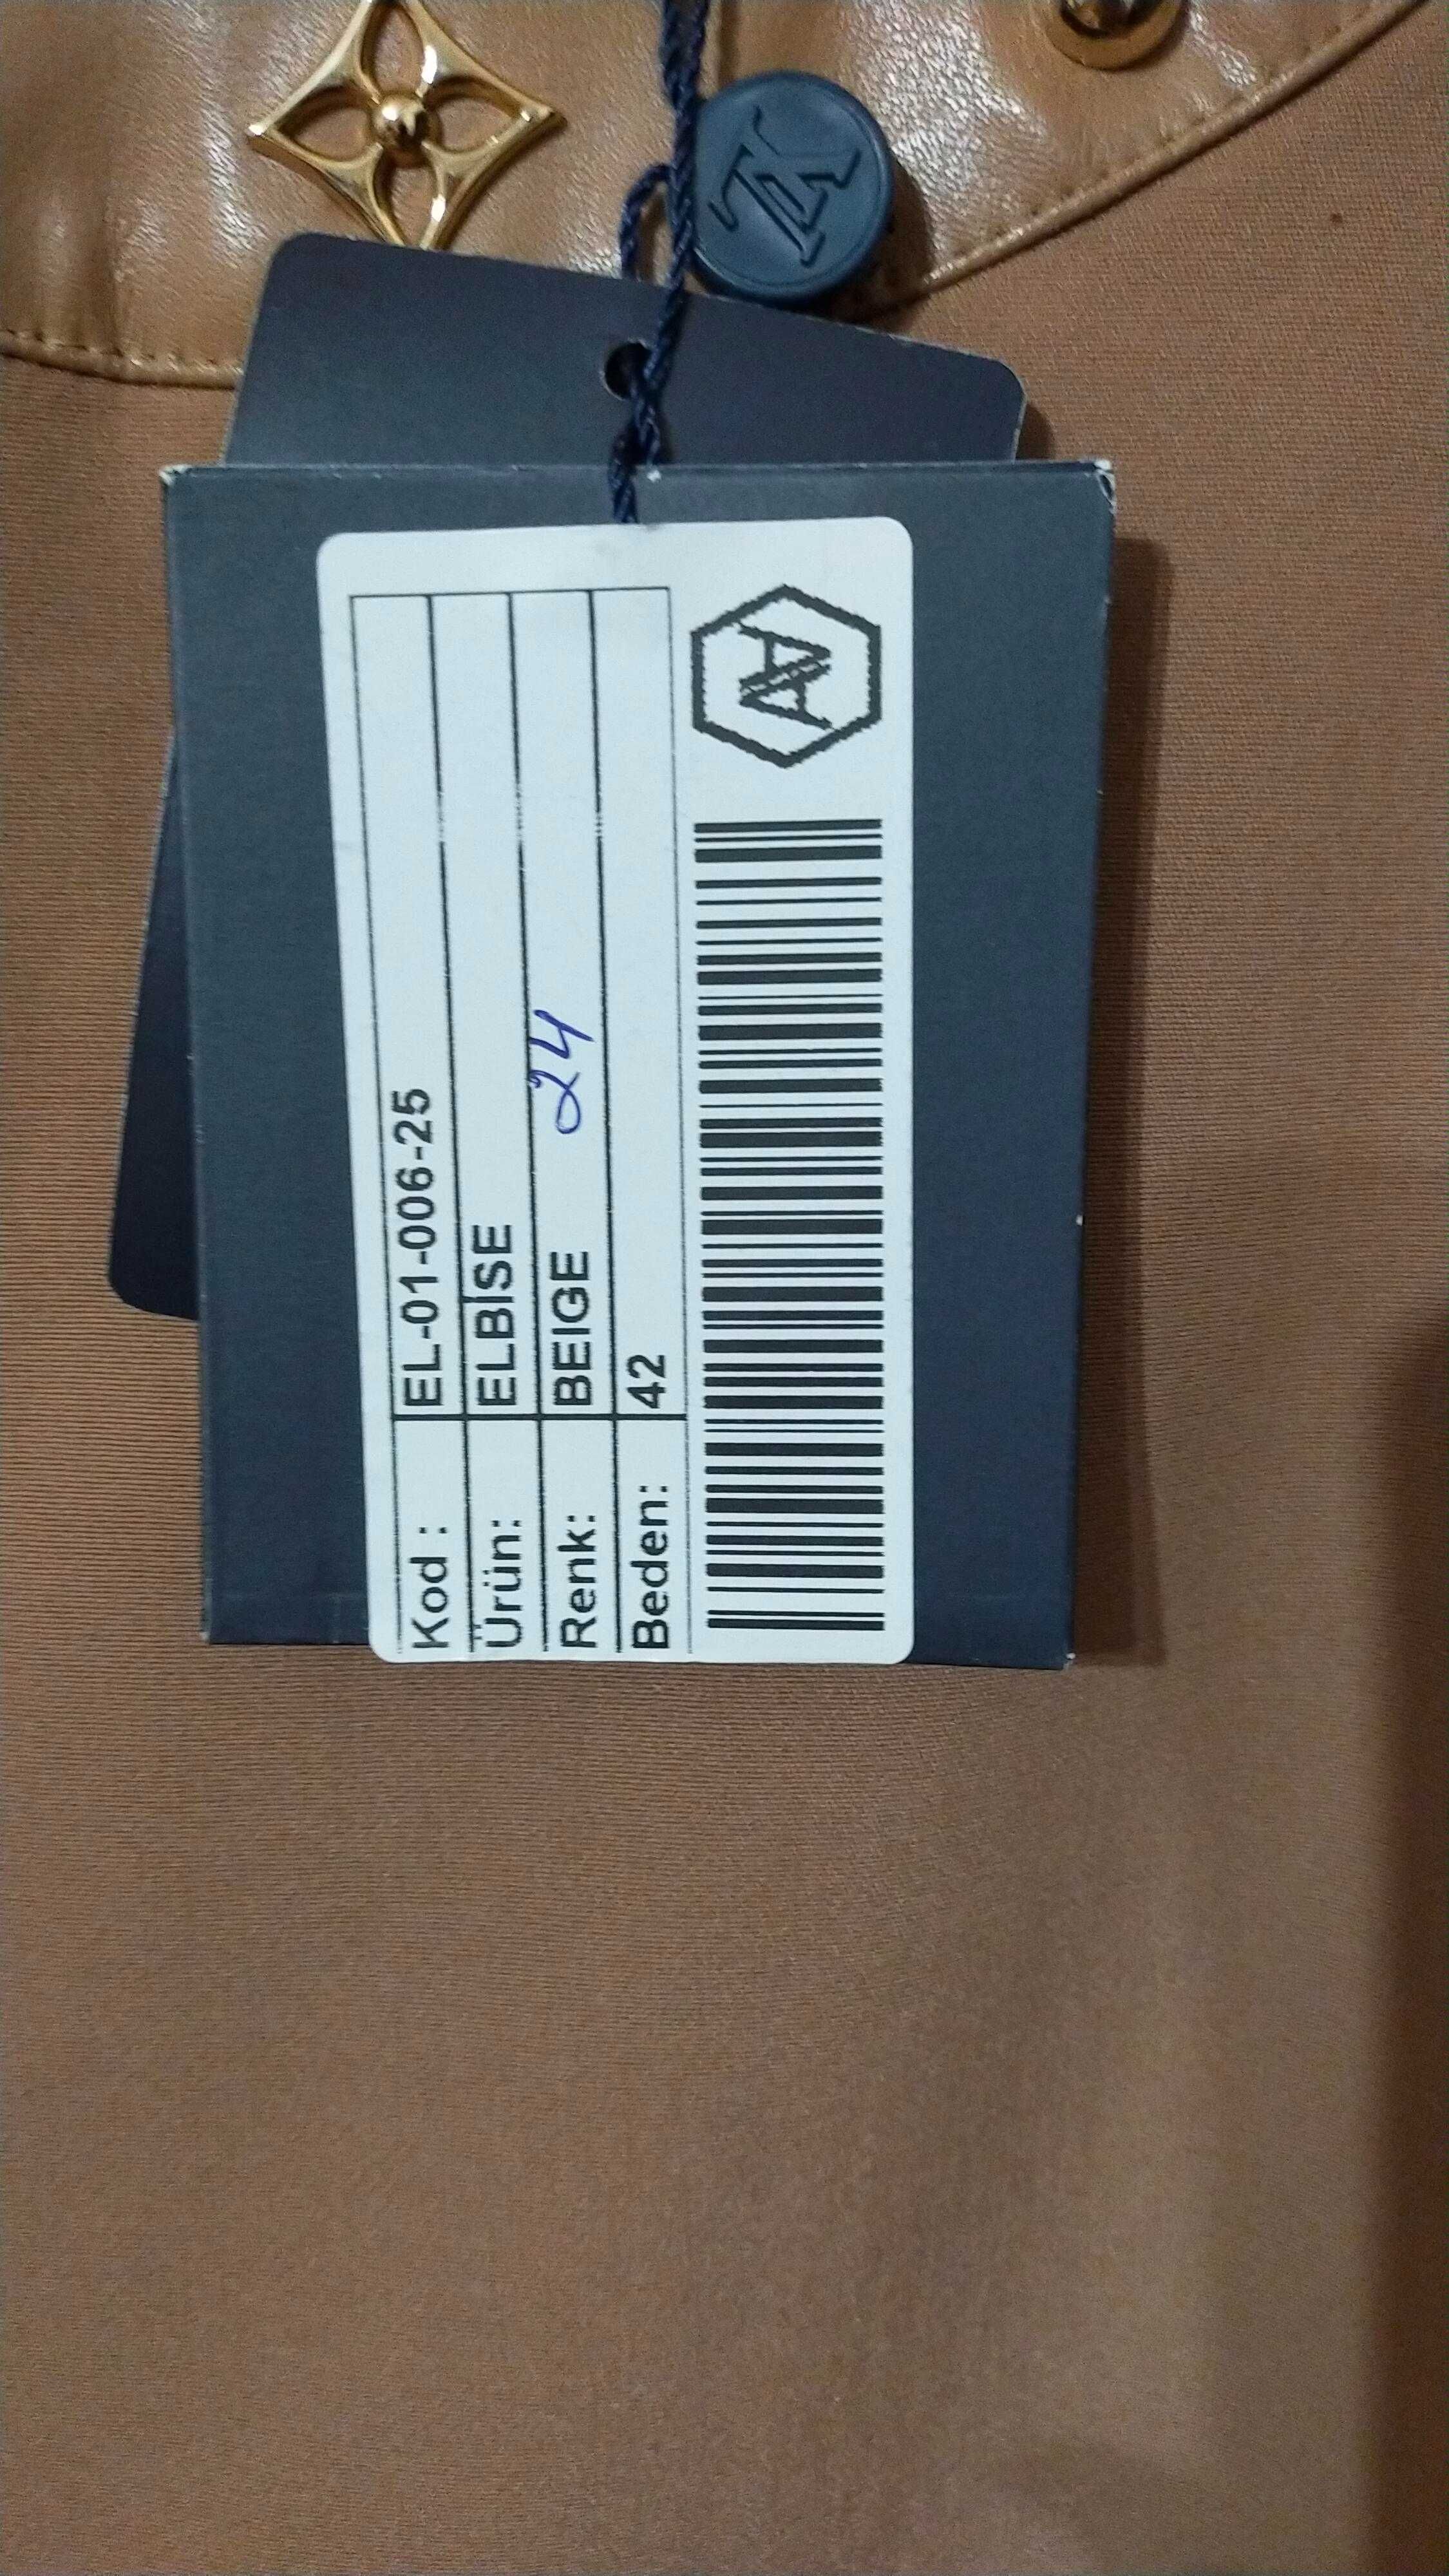 Kod : EL-01-006-25
Ürün: ELBİSE
Renk: BEIGE 24
Beden: 42